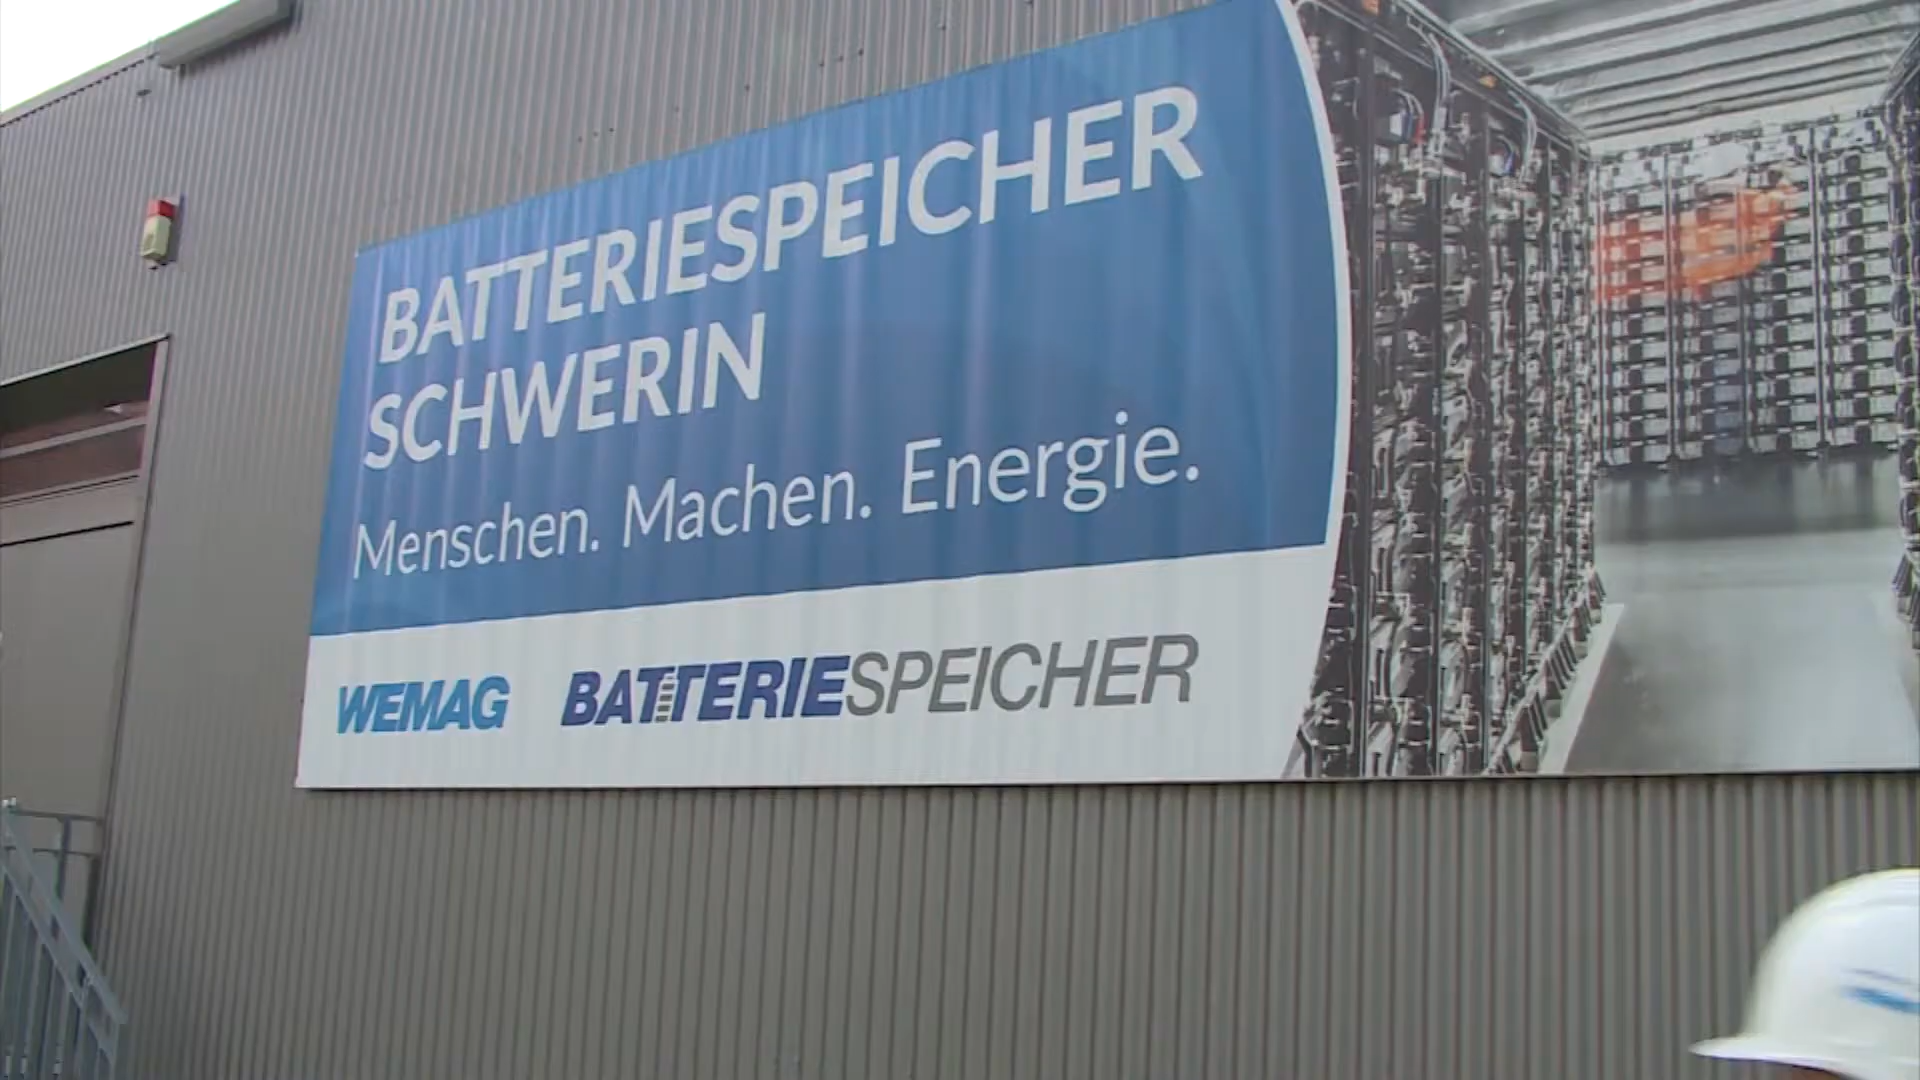 BATTERIESPEICHER
SCHWERIN
Menschen. Machen. Energie.
WEMAG BATTERIESPEICHER